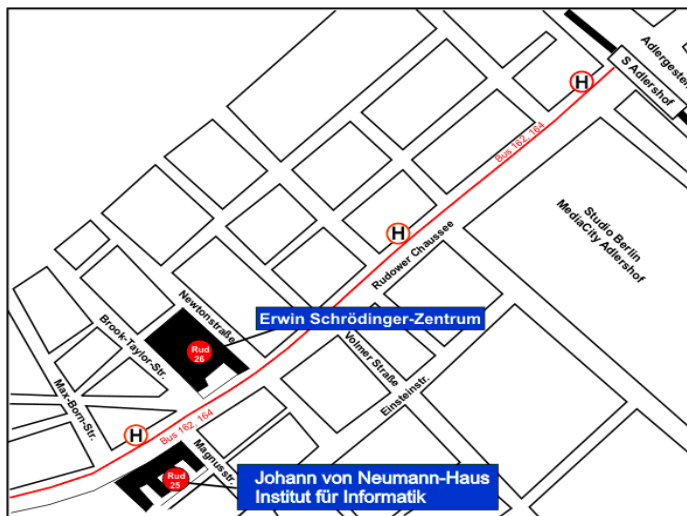 Adlergestell
S Adlershof
H
Bus 162, 164
Studio Berlin
MediaCity Adlershof
H
Rudower Chaussee
Newtonstraße
Erwin Schrödinger-Zentrum
Brook-Taylor-Str.
Rud
26
Volmer Straße
Einsteinstr.
Max-Born-Str.
H
Bus 162, 164
Magnusstr.
Rud
25
Johann von Neumann-Haus
Institut für Informatik